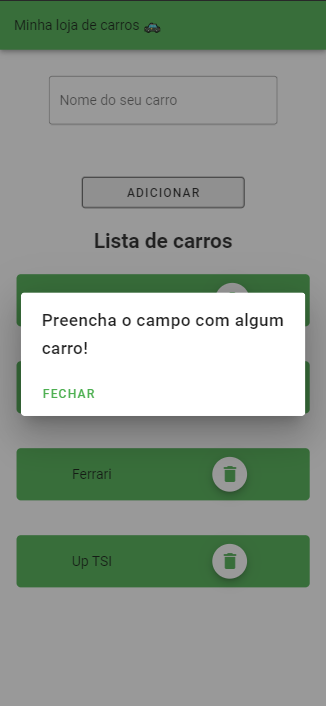 Minha loja de carros 🚗
Nome do seu carro
ADICIONAR
Lista de carros
Preencha o campo com algum
carro!
FECHAR
Ferrari
Up TSI